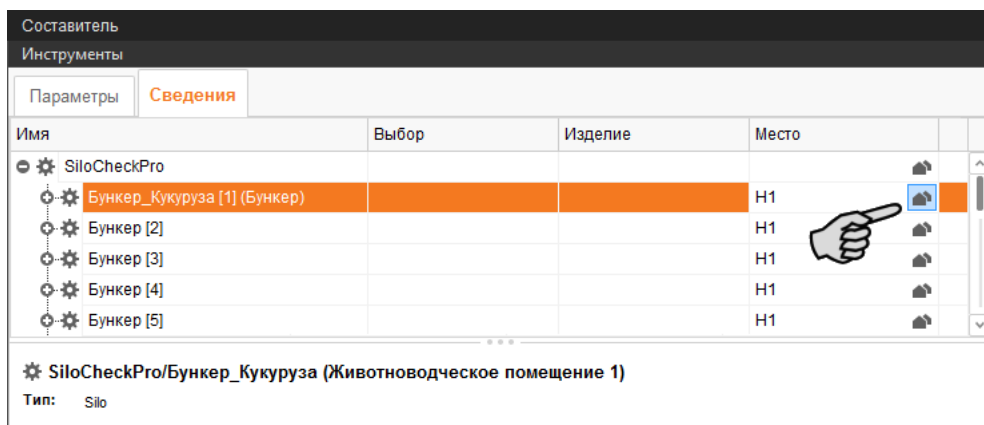 Составитель
Инструменты
Параметры Сведения
Имя Выбор Изделие Место
SiloCheckPro
Бункер_Кукуруза [1] (Бункер) H1
Бункер [2] H1
Бункер [3] H1
Бункер [4] H1
Бункер [5] H1
SiloCheckPro/Бункер_Кукуруза (Животноводческое помещение 1)
Тип: Silo